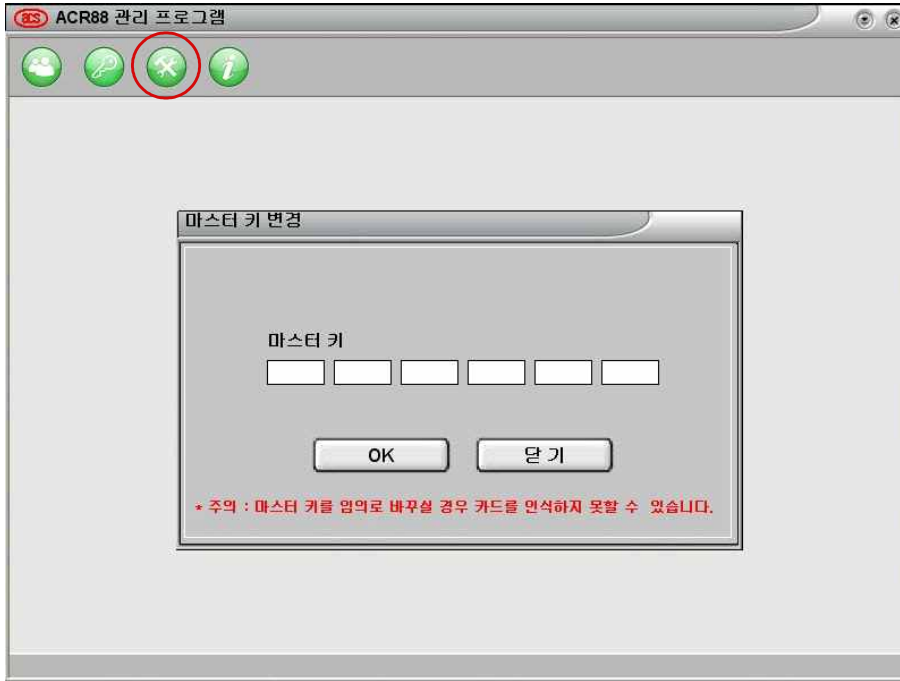 acs ACR88 관리 프로그램
i
마스터 키 변경
마스터 키
OK 닫기
* 주의 : 마스터 키를 임의로 바꾸실 경우 카드를 인식하지 못할 수 있습니다.